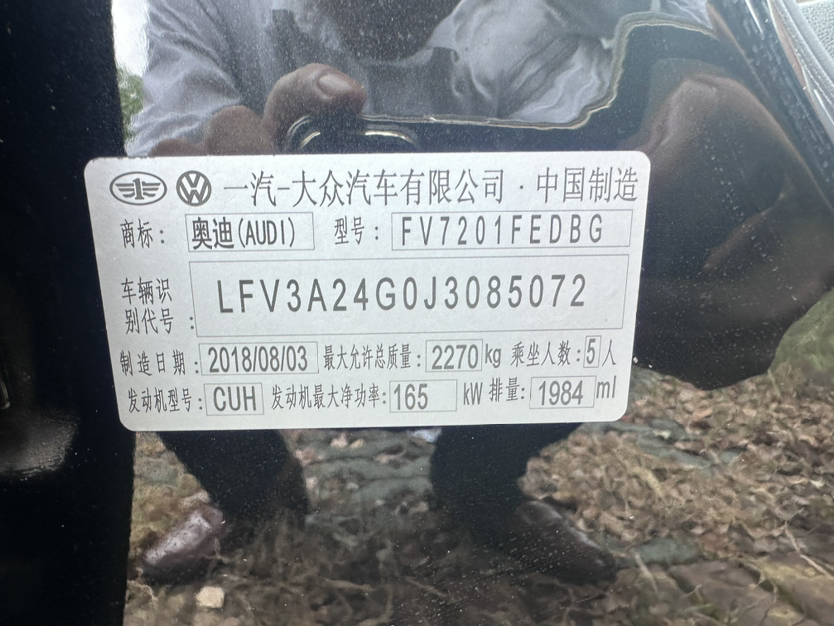 一汽-大众汽车有限公司·中国制造
商标: 奥迪(AUDI) 型号: FV7201FEDBG
车辆识别代号: LFV3A24G0J3085072
制造日期: 2018/08/03 最大允许总质量: 2270 kg 乘坐人数: 5 人
发动机型号: CUH 发动机最大净功率: 165 kW 排量: 1984 ml